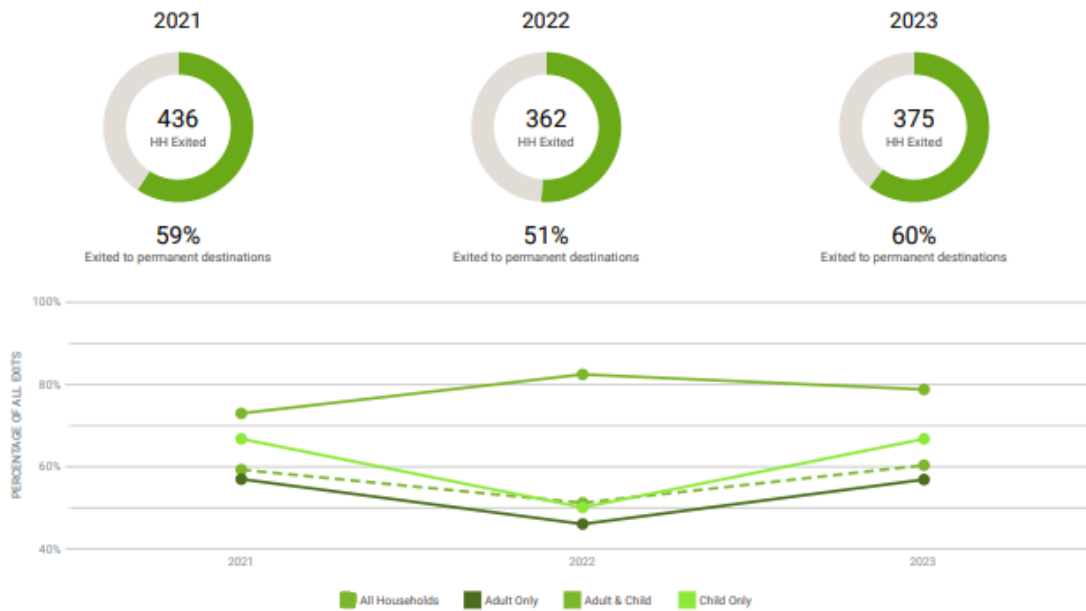 2021 2022 2023
436 362 375
HH Exited HH Exited HH Exited
59% 51% 60%
Exited to permanent destinations Exited to permanent destinations Exited to permanent destinations
100%
80%
60%
40%
PERCENTAGE OF ALL EXITS
2021 2022 2023
All Households Adult Only Adult & Child Child Only